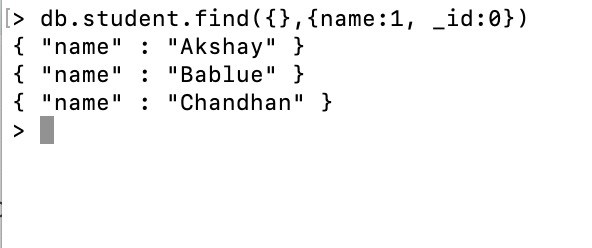 [> db.student.find({},{name:1, _id:0})
{ "name" : "Akshay" }
{ "name" : "Bablue" }
{ "name" : "Chandhan" }
>